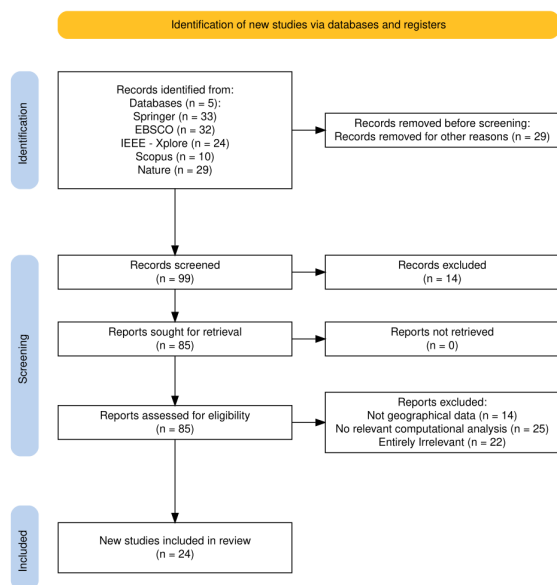 Identification of new studies via databases and registers
Identification
Records identified from:
Databases (n = 5):
Springer (n = 33)
EBSCO (n = 32)
IEEE - Xplore (n = 24)
Scopus (n = 10)
Nature (n = 29)
Records removed before screening:
Records removed for other reasons (n = 29)
Screening
Records screened
(n = 99)
Records excluded
(n = 14)
Reports sought for retrieval
(n = 85)
Reports not retrieved
(n = 0)
Reports assessed for eligibility
(n = 85)
Reports excluded:
Not geographical data (n = 14)
No relevant computational analysis (n = 25)
Entirely Irrelevant (n = 22)
Included
New studies included in review
(n = 24)